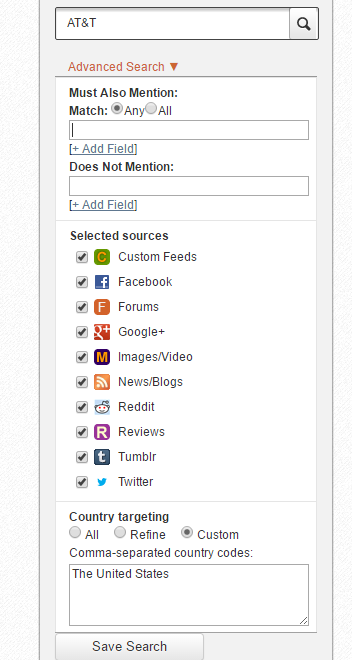 AT&T
Advanced Search ▼
Must Also Mention:
Match: Any All
[+ Add Field]
Does Not Mention:
[+ Add Field]
Selected sources
C Custom Feeds
f Facebook
F Forums
g+ Google+
M Images/Video
News/Blogs
Reddit
R Reviews
t Tumblr
Twitter
Country targeting
All Refine Custom
Comma-separated country codes:
The United States
Save Search